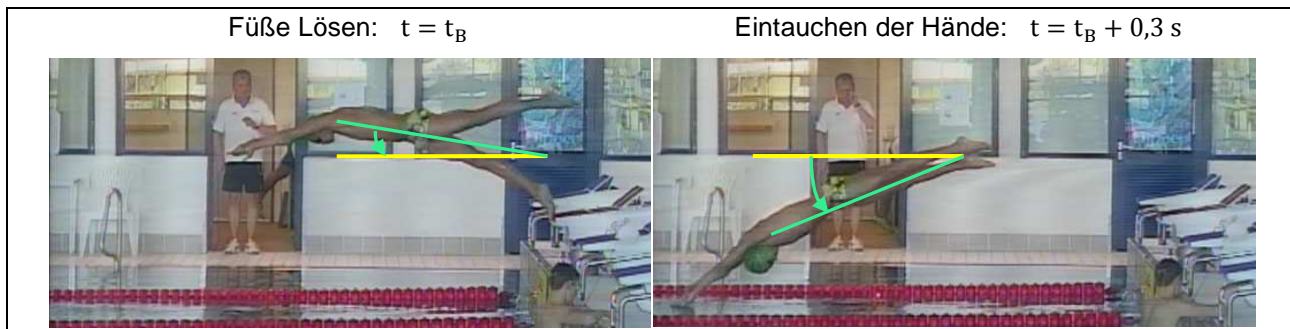 Füße Lösen: t = t_B
Eintauchen der Hände: t = t_B + 0,3 s